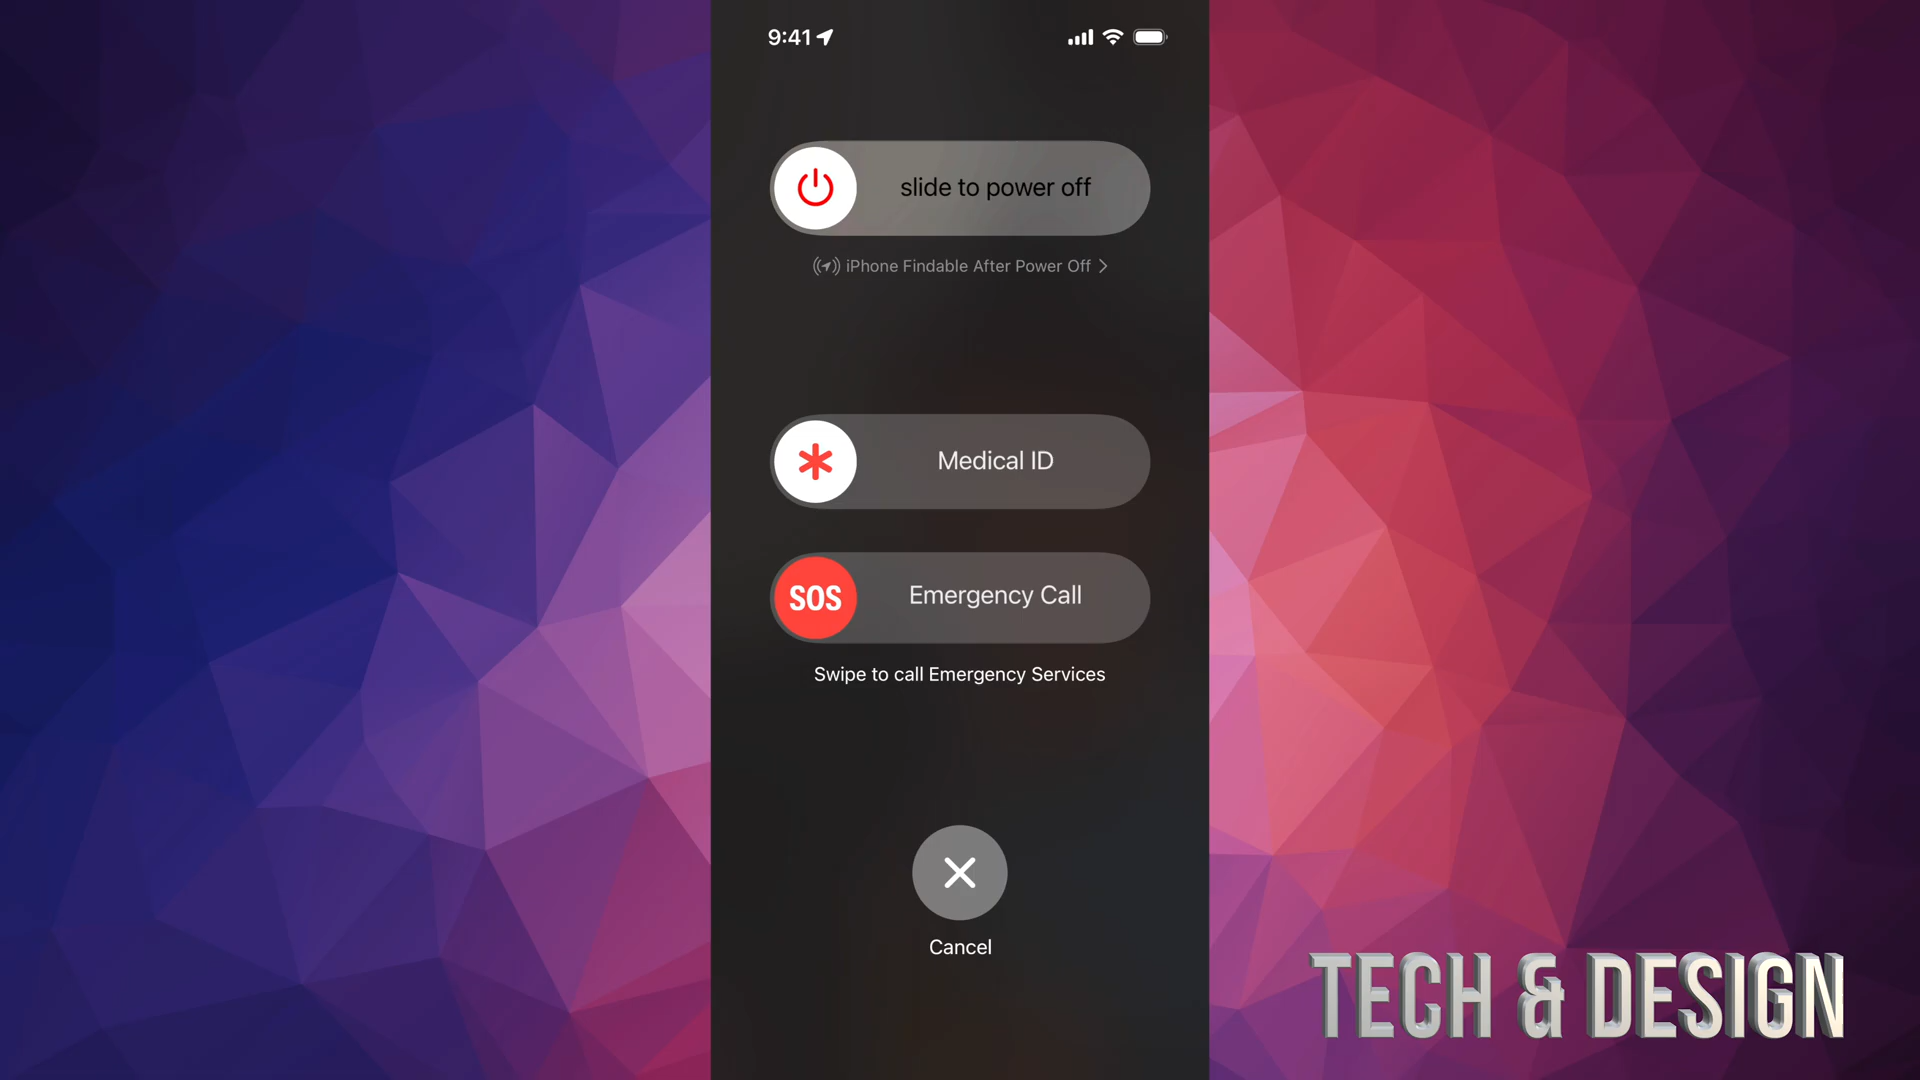 9:41
slide to power off
iPhone Findable After Power Off
Medical ID
SOS Emergency Call
Swipe to call Emergency Services
Cancel
TECH & DESIGN